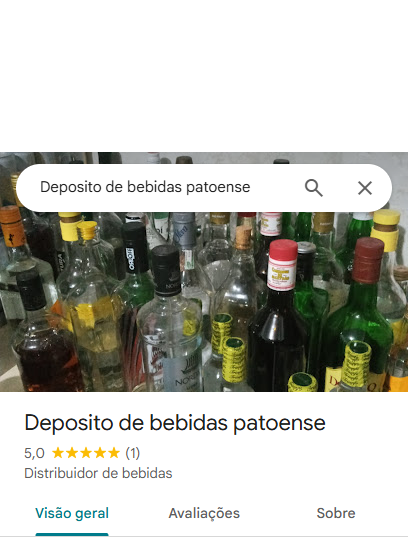 Deposito de bebidas patoense
Deposito de bebidas patoense
5,0 ★★★★★ (1)
Distribuidor de bebidas
Visão geral
Avaliações
Sobre